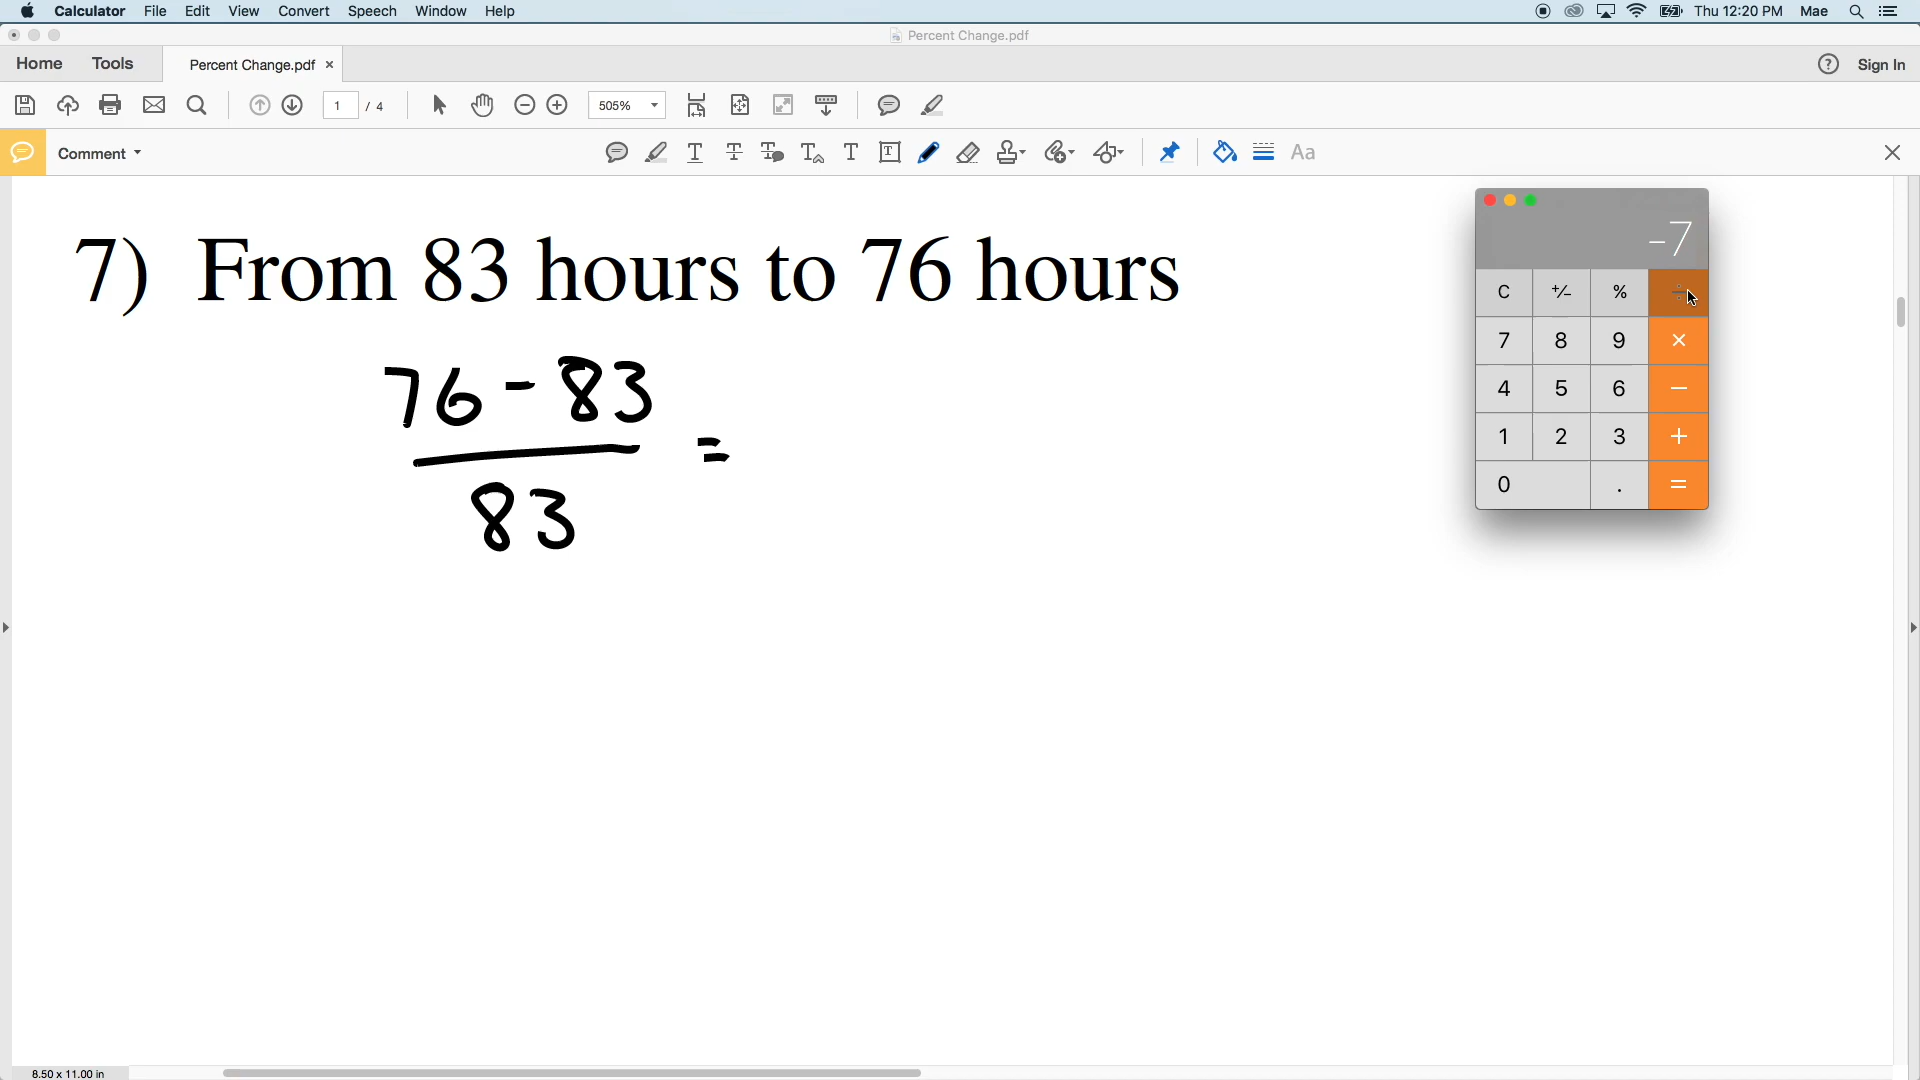 Calculator File Edit View Convert Speech Window Help Thu 12:20 PM Mae
Percent Change.pdf
Home Tools Percent Change.pdf × ? Sign In
1 / 4 505%
Comment T T T T T T Aa
7) From 83 hours to 76 hours
76 - 83
=
83
-7
C +/- % ÷
7 8 9 ×
4 5 6 −
1 2 3 +
0 . =
8.50 x 11.00 in